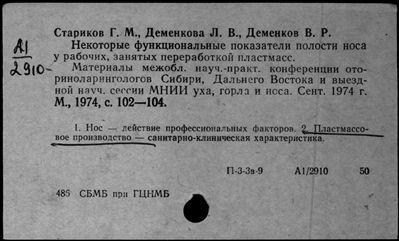 Стариков Г. М., Деменкова Л. В., Деменков В. Р.
А1
2910-
Некоторые функциональные показатели полости носа
у рабочих, занятых переработкой пластмасс.
Материалы межобл. науч.-практ. конференции ото-
риноларингологов Сибири, Дальнего Востока и выезд-
ной науч. сессии МНИИ уха, горла и носа. Сент. 1974 г.
М., 1974, с. 102—104.
1. Нос — действие профессиональных факторов. 2. Пластмассо-
вое производство — санитарно-клиническая характеристика.
П-3-3в-9 А1/2910 50
486 СБМБ при ГЦНМБ